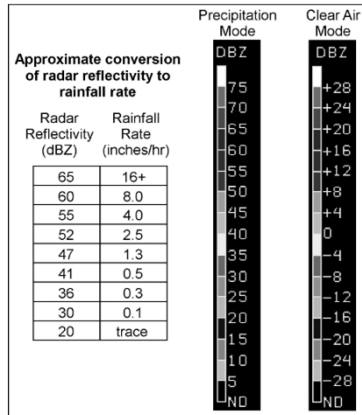 Approximate conversion
of radar reflectivity to
rainfall rate
Radar Reflectivity (dBZ) Rainfall Rate (inches/hr)
65 16+
60 8.0
55 4.0
52 2.5
47 1.3
41 0.5
36 0.3
30 0.1
20 trace
Precipitation
Mode
DBZ
75
70
65
60
55
50
45
40
35
30
25
20
15
10
5
ND
Clear Air
Mode
DBZ
+28
+24
+20
+16
+12
+8
+4
0
-4
-8
-12
-16
-20
-24
-28
ND